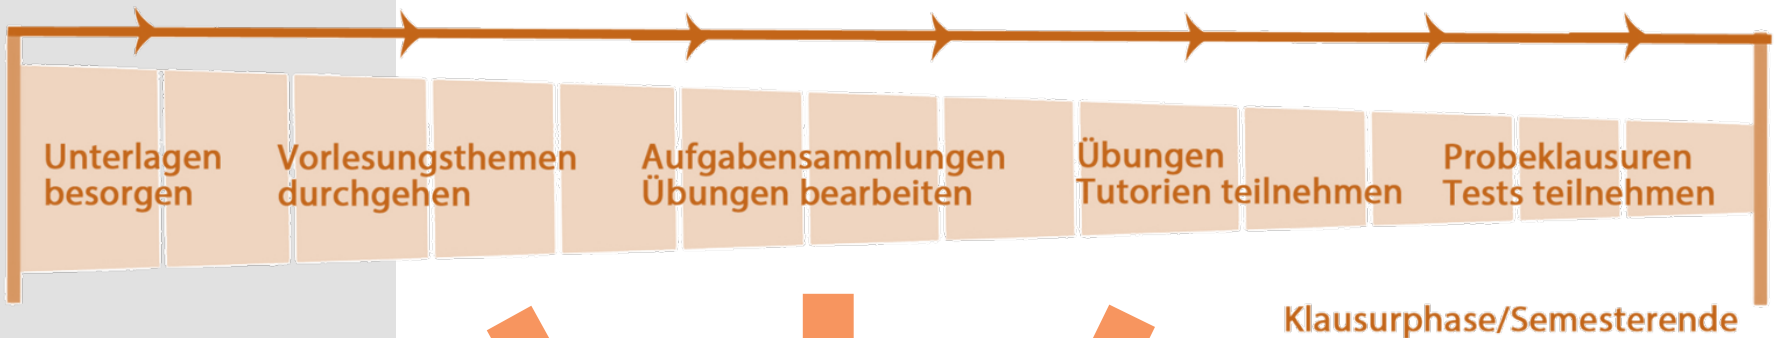 Unterlagen
besorgen
Vorlesungsthemen
durchgehen
Aufgabensammlungen
Übungen bearbeiten
Übungen
Tutorien teilnehmen
Probeklausuren
Tests teilnehmen
Klausurphase/Semesterende